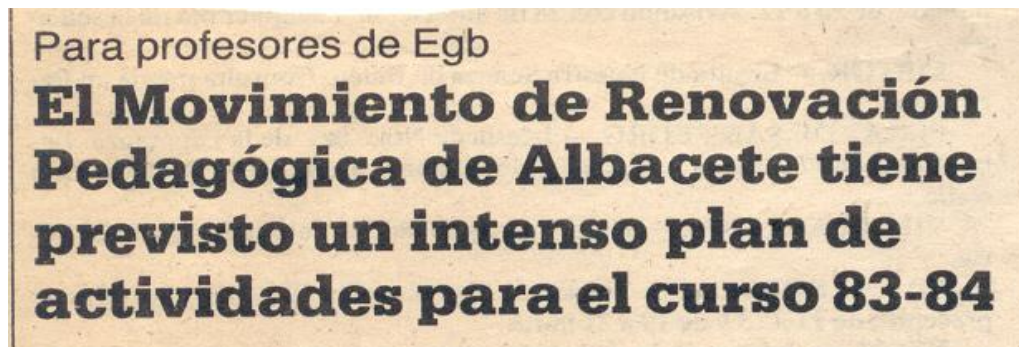 Para profesores de Egb
El Movimiento de Renovación
Pedagógica de Albacete tiene
previsto un intenso plan de
actividades para el curso 83-84